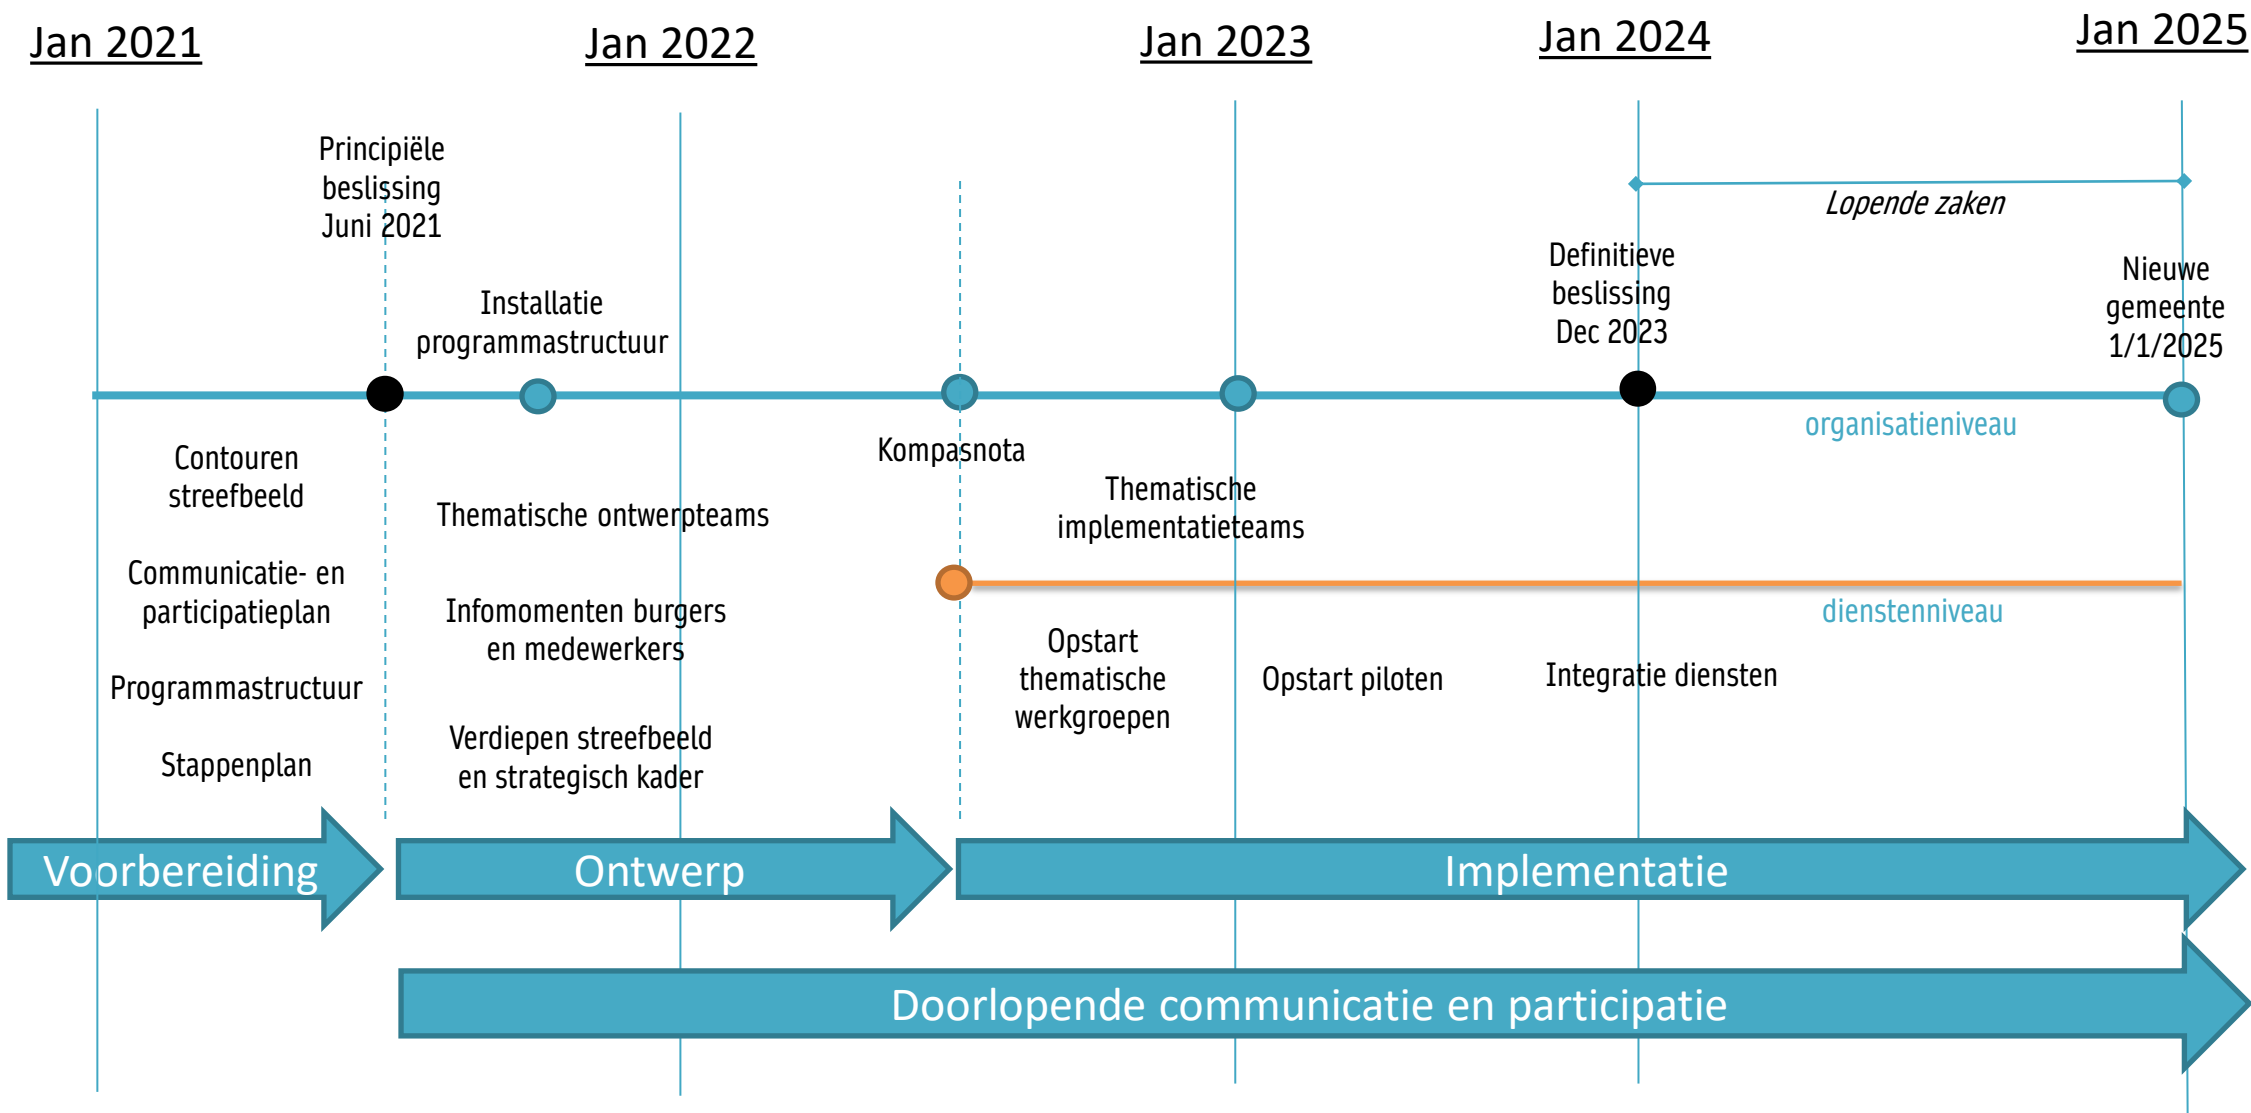 Jan 2021
Jan 2022
Jan 2023
Jan 2024
Jan 2025
Principiële
beslissing
Juni 2021
Lopende zaken
Installatie
programmastructuur
Definitieve
beslissing
Dec 2023
Nieuwe
gemeente
1/1/2025
organisatieniveau
Contouren
streefbeeld
Communicatie- en
participatieplan
Programmastructuur
Stappenplan
Thematische ontwerpteams
Infomomenten burgers
en medewerkers
Verdiepen streefbeeld
en strategisch kader
Kompasnota
Thematische
implementatieteams
dienstenniveau
Opstart
thematische
werkgroepen
Opstart piloten
Integratie diensten
Voorbereiding
Ontwerp
Implementatie
Doorlopende communicatie en participatie